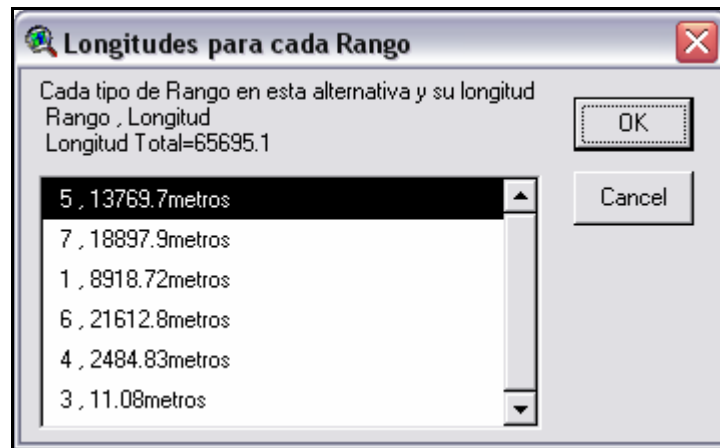 Longitudes para cada Rango
Cada tipo de Rango en esta alternativa y su longitud
Rango , Longitud
Longitud Total=65695.1
OK
Cancel
5 , 13769.7metros
7 , 18897.9metros
1 , 8918.72metros
6 , 21612.8metros
4 , 2484.83metros
3 , 11.08metros